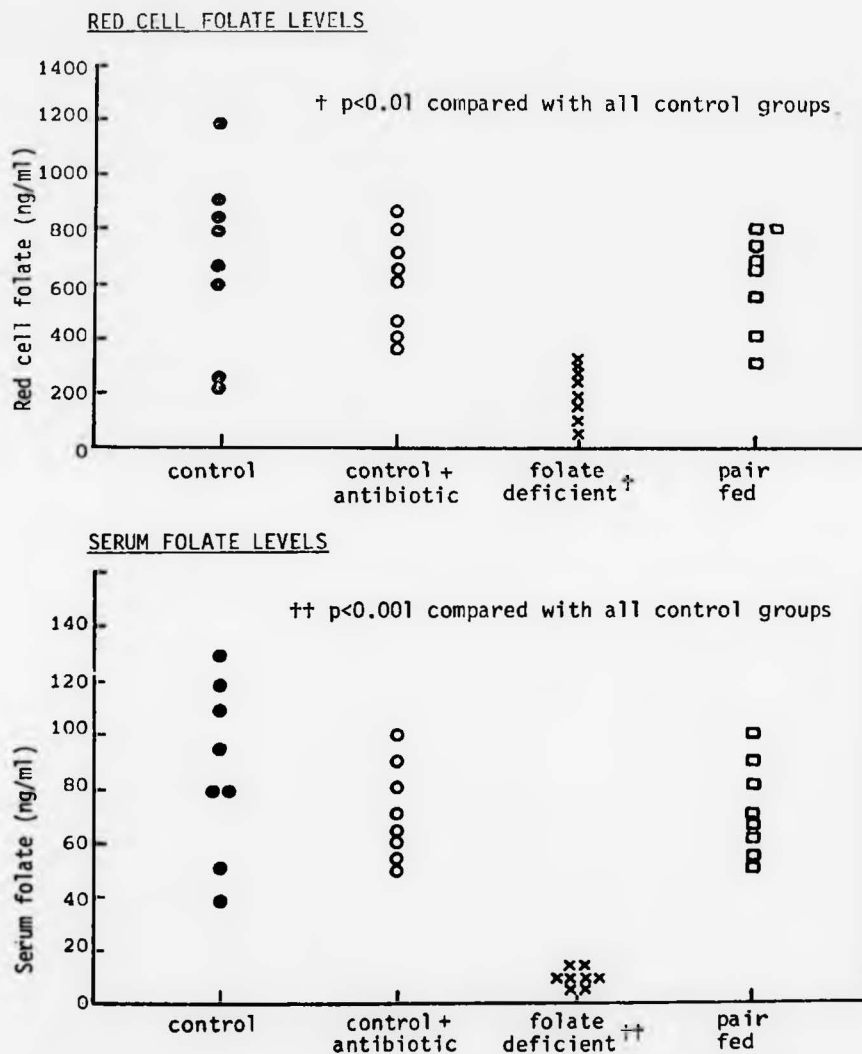 RED CELL FOLATE LEVELS
1400
† p<0.01 compared with all control groups
1200
1000
800
600
400
200
0
Red cell folate (ng/ml)
control
control +
antibiotic
folate
deficient †
pair
fed
SERUM FOLATE LEVELS
†† p<0.001 compared with all control groups
140
120
100
80
60
40
20
0
Serum folate (ng/ml)
control
control +
antibiotic
folate
deficient ††
pair
fed